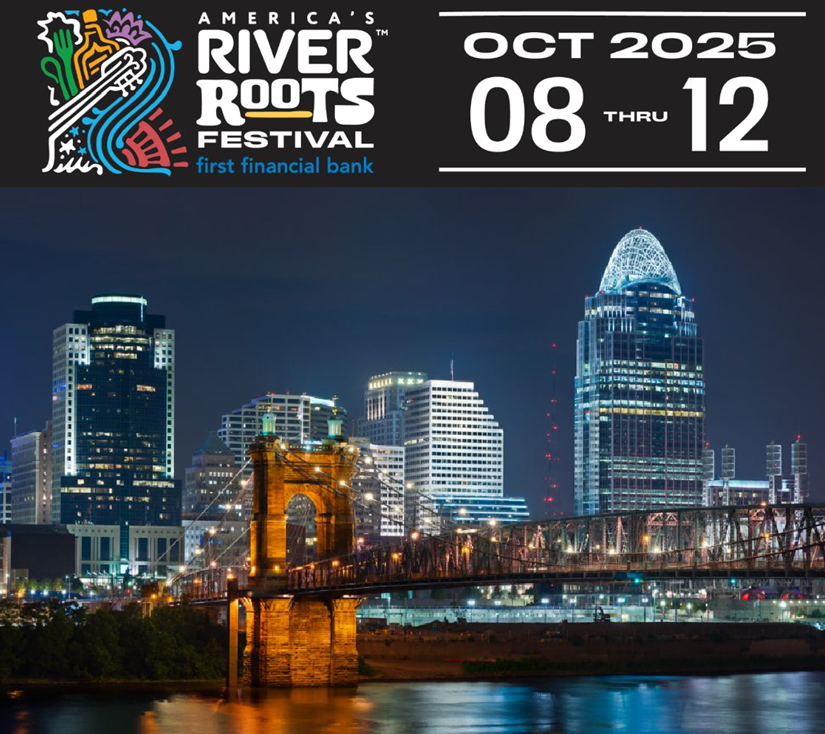 AMERICA'S
RIVER™
ROOTS
FESTIVAL
first financial bank
OCT 2025
08 THRU 12